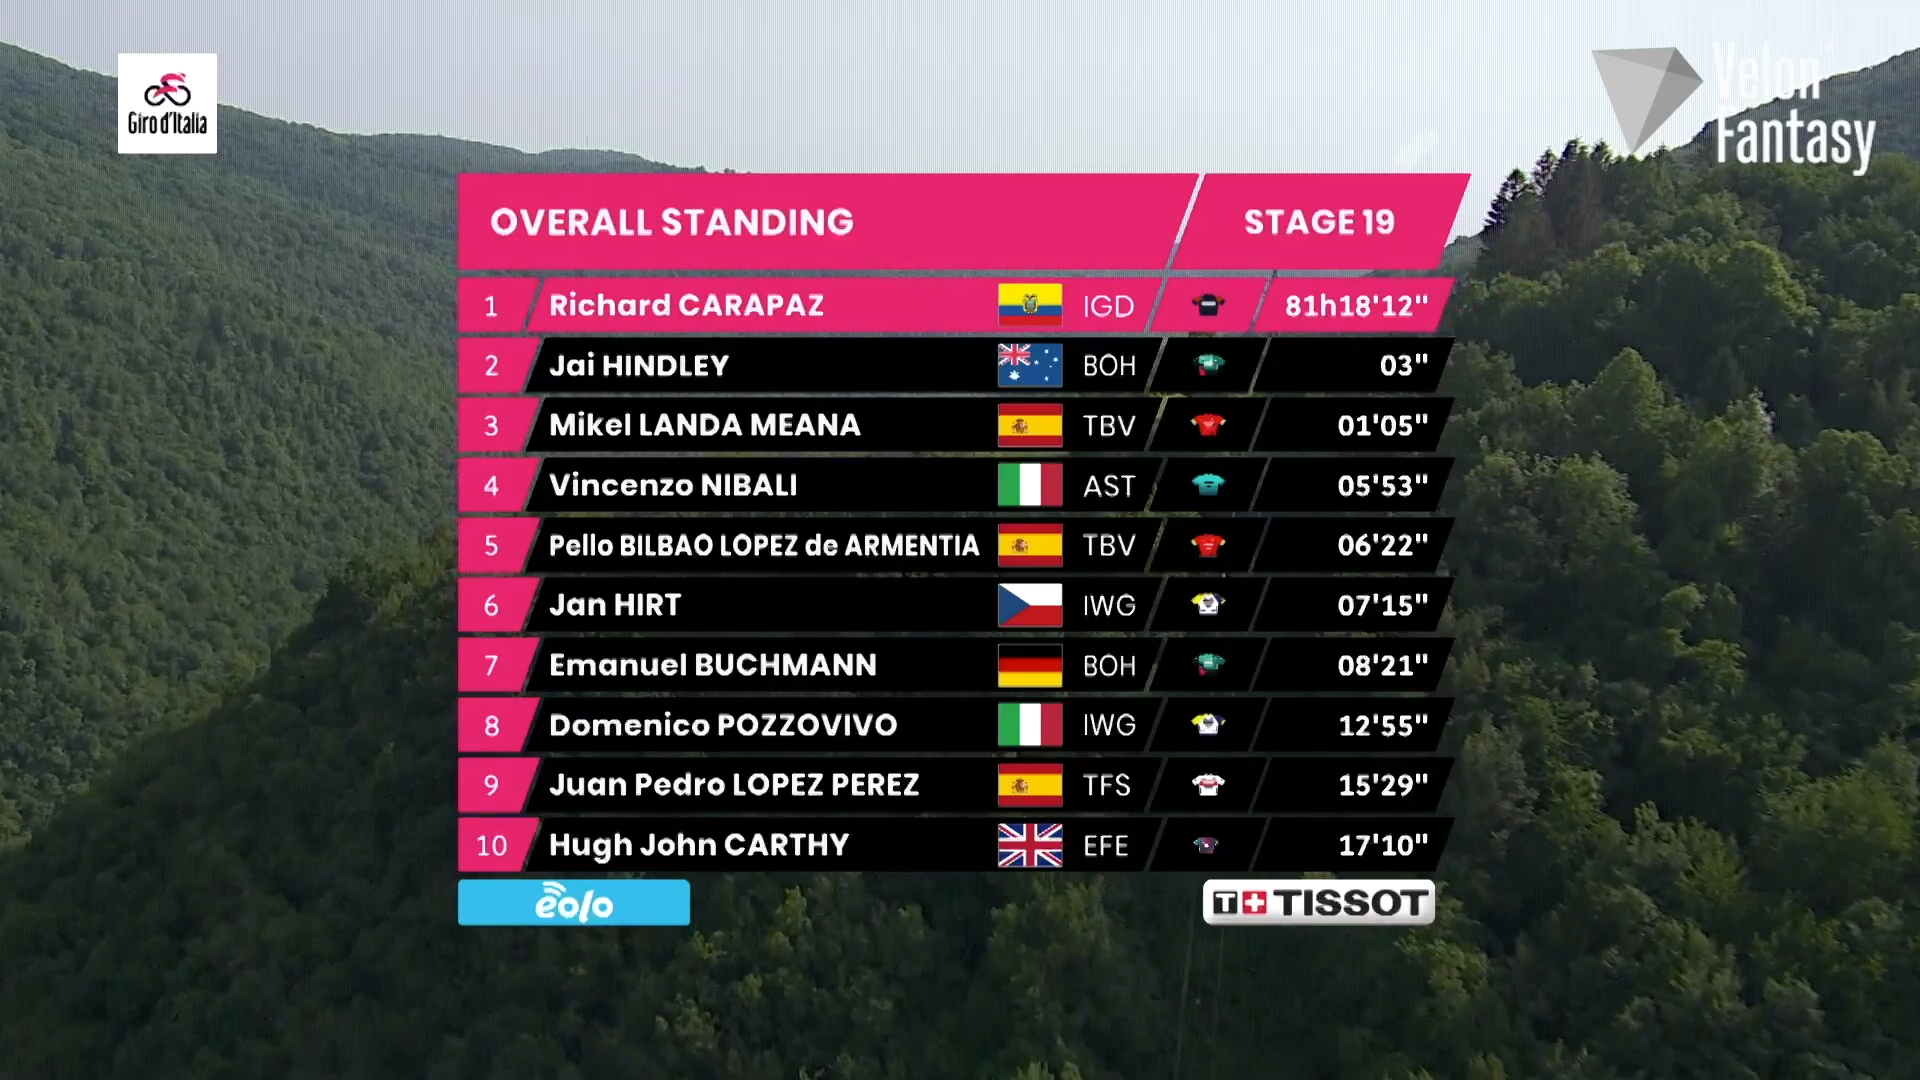 Giro d'Italia
Velon
Fantasy
OVERALL STANDING STAGE 19
1 Richard CARAPAZ IGD 81h18'12"
2 Jai HINDLEY BOH 03"
3 Mikel LANDA MEANA TBV 01'05"
4 Vincenzo NIBALI AST 05'53"
5 Pello BILBAO LOPEZ de ARMENTIA TBV 06'22"
6 Jan HIRT IWG 07'15"
7 Emanuel BUCHMANN BOH 08'21"
8 Domenico POZZOVIVO IWG 12'55"
9 Juan Pedro LOPEZ PEREZ TFS 15'29"
10 Hugh John CARTHY EFE 17'10"
eolo T+ TISSOT